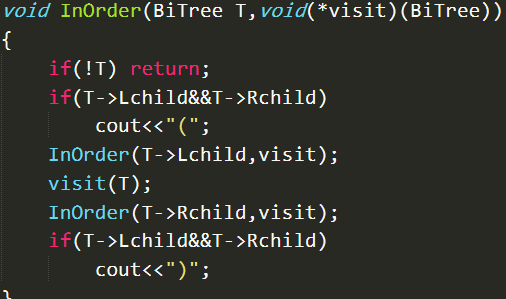 void InOrder(BiTree T,void(*visit)(BiTree))
{
    if(!T) return;
    if(T->Lchild&&T->Rchild)
        cout<<"(";
    InOrder(T->Lchild,visit);
    visit(T);
    InOrder(T->Rchild,visit);
    if(T->Lchild&&T->Rchild)
        cout<<")";
}